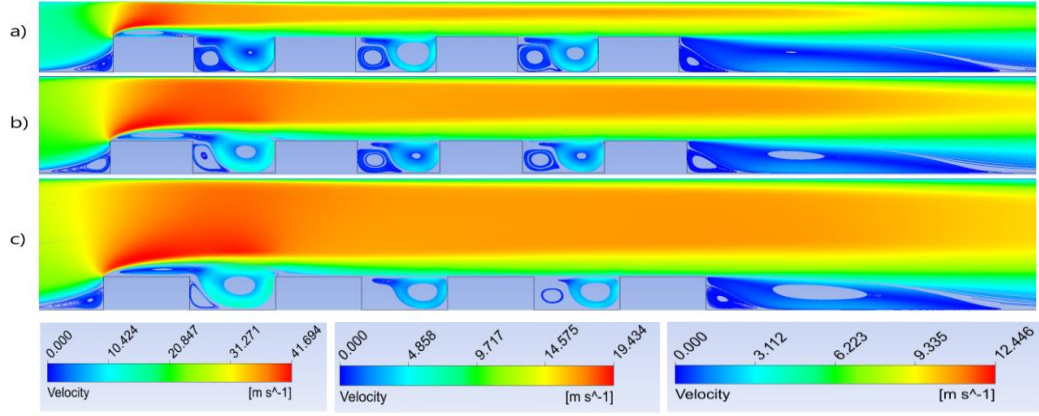 a)
b)
c)
0.000 10.424 20.847 31.271 41.694
Velocity [m s^-1]
0.000 4.858 9.717 14.575 19.434
Velocity [m s^-1]
0.000 3.112 6.223 9.335 12.446
Velocity [m s^-1]